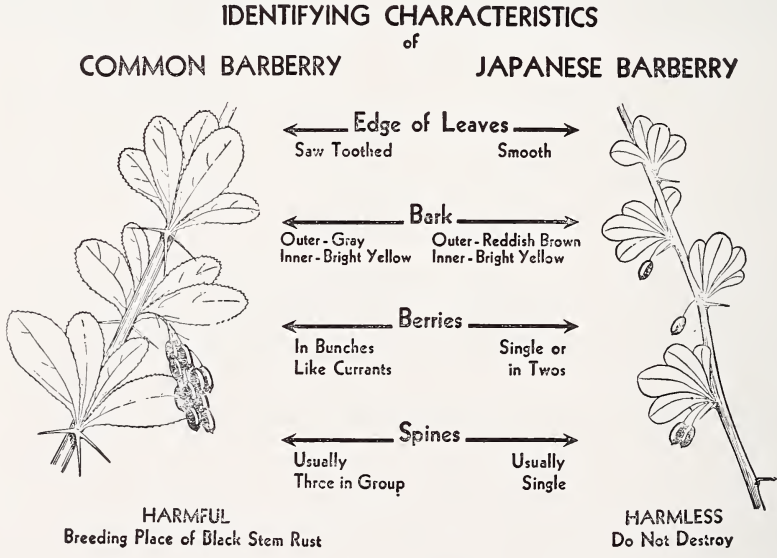 IDENTIFYING CHARACTERISTICS
of
COMMON BARBERRY
JAPANESE BARBERRY
Edge of Leaves
Saw Toothed
Smooth
Bark
Outer - Gray
Inner - Bright Yellow
Outer - Reddish Brown
Inner - Bright Yellow
Berries
In Bunches
Like Currants
Single or
in Twos
Spines
Usually
Three in Group
Usually
Single
HARMFUL
Breeding Place of Black Stem Rust
HARMLESS
Do Not Destroy